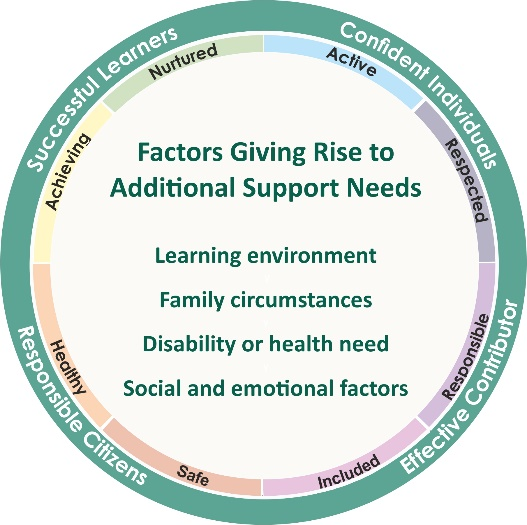 Successful Learners
Confident Individuals
Nurtured
Active
Achieving
Respected
Factors Giving Rise to
Additional Support Needs
Learning environment
Family circumstances
Disability or health need
Social and emotional factors
Healthy
Responsible
Safe
Included
Responsible Citizens
Effective Contributor